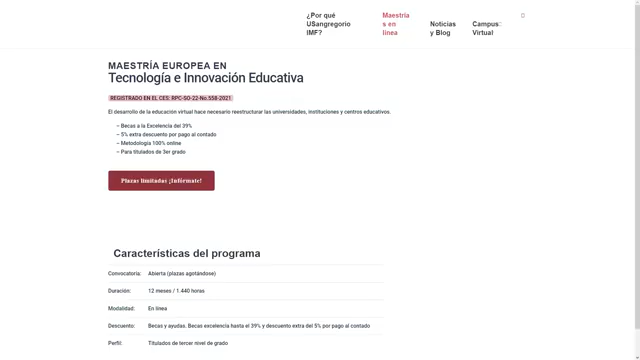 ¿Por qué
USangregorio
IMF?
Maestría
s en
línea
Noticias
y Blog
Campus
Virtual
MAESTRÍA EUROPEA EN
Tecnología e Innovación Educativa
REGISTRADO EN EL CES: RPC-SO-22-No.558-2021
El desarrollo de la educación virtual hace necesario reestructurar las universidades, instituciones y centros educativos.
– Becas a la Excelencia del 39%
– 5% extra descuento por pago al contado
– Metodología 100% online
– Para titulados de 3er grado
Plazas limitadas ¡Infórmate!
Características del programa
Convocatoria: Abierta (plazas agotándose)
Duración: 12 meses / 1.440 horas
Modalidad: En línea
Descuento: Becas y ayudas. Becas excelencia hasta el 39% y descuento extra del 5% por pago al contado
Perfil: Titulados de tercer nivel de grado